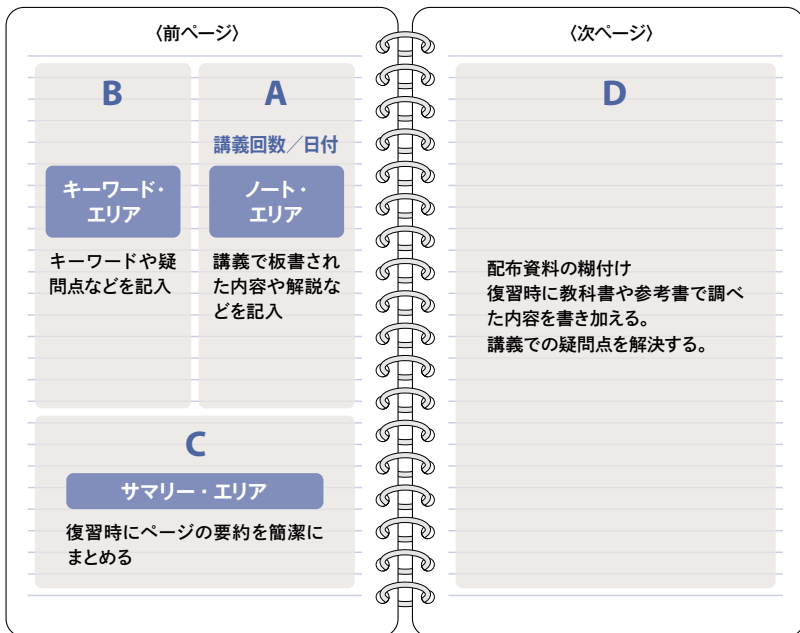 〈前ページ〉
B
キーワード・
エリア
キーワードや疑
問点などを記入
A
講義回数／日付
ノート・
エリア
講義で板書され
た内容や解説な
どを記入
C
サマリー・エリア
復習時にページの要約を簡潔に
まとめる
〈次ページ〉
D
配布資料の糊付け
復習時に教科書や参考書で調べ
た内容を書き加える。
講義での疑問点を解決する。